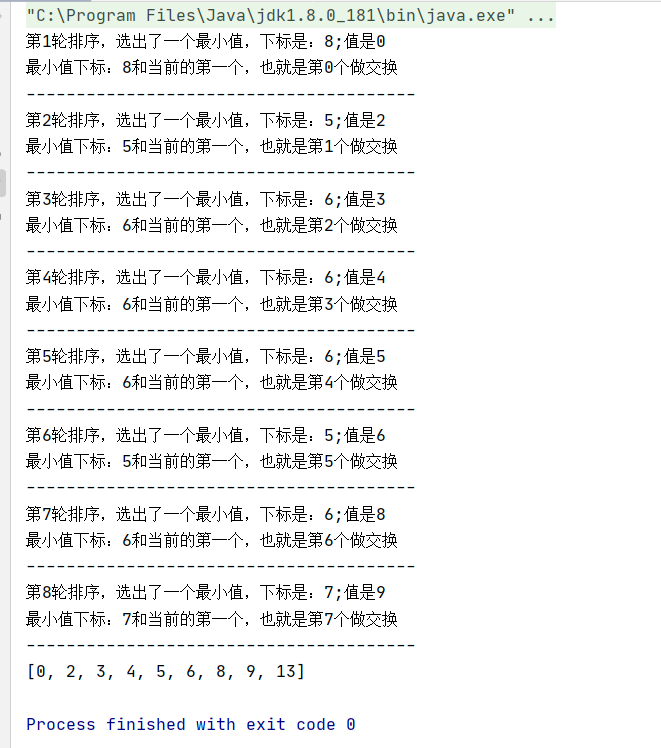 "C:\Program Files\Java\jdk1.8.0_181\bin\java.exe" ...
第1轮排序，选出了一个最小值，下标是：8;值是0
最小值下标：8和当前的第一个，也就是第0个做交换
---------------------------------------
第2轮排序，选出了一个最小值，下标是：5;值是2
最小值下标：5和当前的第一个，也就是第1个做交换
---------------------------------------
第3轮排序，选出了一个最小值，下标是：6;值是3
最小值下标：6和当前的第一个，也就是第2个做交换
---------------------------------------
第4轮排序，选出了一个最小值，下标是：6;值是4
最小值下标：6和当前的第一个，也就是第3个做交换
---------------------------------------
第5轮排序，选出了一个最小值，下标是：6;值是5
最小值下标：6和当前的第一个，也就是第4个做交换
---------------------------------------
第6轮排序，选出了一个最小值，下标是：5;值是6
最小值下标：5和当前的第一个，也就是第5个做交换
---------------------------------------
第7轮排序，选出了一个最小值，下标是：6;值是8
最小值下标：6和当前的第一个，也就是第6个做交换
---------------------------------------
第8轮排序，选出了一个最小值，下标是：7;值是9
最小值下标：7和当前的第一个，也就是第7个做交换
---------------------------------------
[0, 2, 3, 4, 5, 6, 8, 9, 13]
Process finished with exit code 0